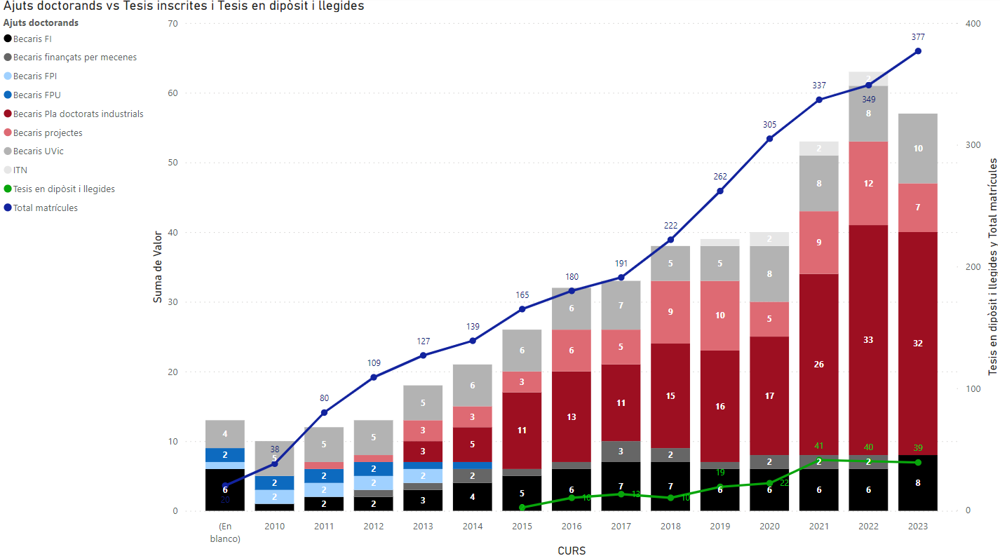 Ajuts doctorands vs Tesis inscrites i Tesis en dipòsit i llegides
Ajuts doctorands
Becaris FI
Becaris finançats per mecenes
Becaris FPI
Becaris FPU
Becaris Pla doctorats industrials
Becaris projectes
Becaris UVic
ITN
Tesis en dipòsit i llegides
Total matrícules
Suma de Valor
70
60
50
40
30
20
10
0
400
300
200
100
0
Tesis en dipòsit i llegides y Total matrícules
20 38 80 109 127 139 165 180 191 222 262 305 337 349 377
4 2 6
5 2 2
5 2 2 2
5 2 2 2
5 3 3 2 3
6 3 5 2 4
6 3 11 5
6 6 13 6
7 5 11 3 7
5 9 15 2 7
5 10 16 6
2 8 5 17 2 6
2 8 9 26 2 6
2 8 12 33 2 6
10 7 32 8
10 13 10 19 22 41 40 39
(En blanco) 2010 2011 2012 2013 2014 2015 2016 2017 2018 2019 2020 2021 2022 2023
CURS